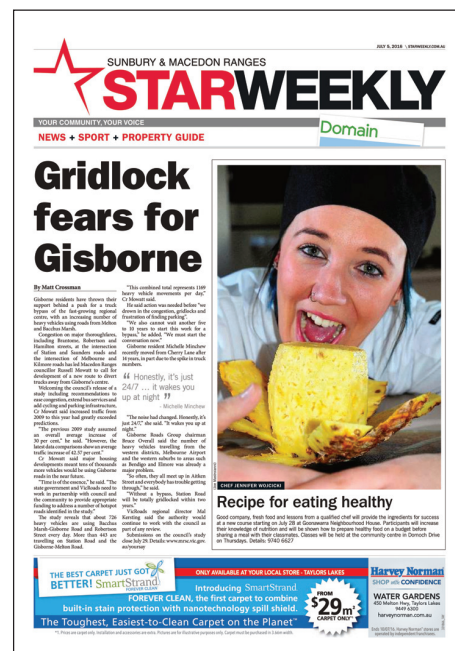 JULY 5, 2016 \ STARWEEKLY.COM.AU
SUNBURY & MACEDON RANGES
STARWEEKLY
YOUR COMMUNITY, YOUR VOICE
Domain
NEWS + SPORT + PROPERTY GUIDE
Gridlock
fears for
Gisborne
By Matt Crossman
Gisborne residents have thrown their
support behind a push for a truck
bypass of the fast-growing regional
centre, with an increasing number of
heavy vehicles using roads from Melton
and Bacchus Marsh.
Congestion on major thoroughfares,
including Brantome, Robertson and
Hamilton streets, at the intersection
of Station and Saunders roads and
the intersection of Melbourne and
Kilmore roads has led Macedon Ranges
councillor Russell Mowatt to call for
development of a new route to divert
trucks away from Gisborne's centre.
Welcoming the council's release of a
study including recommendations to
ease congestion, extend bus services and
add cycling and parking infrastructure,
Cr Mowatt said increased traffic from
2009 to this year had greatly exceeded
predictions.
"The previous 2009 study assumed
an overall average increase of
30 per cent," he said. "However, the
latest data comparisons show an average
traffic increase of 42.57 per cent."
Cr Mowatt said major housing
developments meant tens of thousands
more vehicles would be using Gisborne
roads in the near future.
"Time is of the essence," he said. "The
state government and VicRoads need to
work in partnership with council and
the community to provide appropriate
funding to address a number of hotspot
roads identified in the study."
The study reveals that about 726
heavy vehicles are using Bacchus
Marsh-Gisborne Road and Robertson
Street every day. More than 443 are
travelling on Station Road and the
Gisborne-Melton Road.
"This combined total represents 1169
heavy vehicle movements per day,"
Cr Mowatt said.
He said action was needed before "we
drown in the congestion, gridlocks and
frustration of finding parking".
"We also cannot wait another five
to 10 years to start this work for a
bypass," he added. "We must start the
conversation now."
Gisborne resident Michelle Minchew
recently moved from Cherry Lane after
14 years, in part due to the spike in truck
numbers.
"Honestly, it's just
24/7 ... it wakes you
up at night"
- Michelle Minchew
"The noise had changed. Honestly, it's
just 24/7," she said. "It wakes you up at
night."
Gisborne Roads Group chairman
Bruce Overall said the number of
heavy vehicles travelling from the
western districts, Melbourne Airport
and the western suburbs to areas such
as Bendigo and Elmore was already a
major problem.
"So often, they all meet up in Aitken
Street and everybody has trouble getting
through," he said.
"Without a bypass, Station Road
will be totally gridlocked within two
years."
VicRoads regional director Mal
Kersting said the authority would
continue to work with the council as
part of any review.
Submissions on the council's study
close July 29. Details: www.mrsc.vic.gov.
au/yoursay
CHEF JENNIFER WOJCICKI
Recipe for eating healthy
Good company, fresh food and lessons from a qualified chef will provide the ingredients for success
at a new course starting on July 28 at Goonawarra Neighbourhood House. Participants will increase
their knowledge of nutrition and will be shown how to prepare healthy food on a budget before
sharing a meal with their classmates. Classes will be held at the community centre in Dornoch Drive
on Thursdays. Details: 9740 6627
THE BEST CARPET JUST GOT
BETTER! SmartStrand
FOREVER CLEAN
ONLY AVAILABLE AT YOUR LOCAL STORE - TAYLORS LAKES
Introducing SmartStrand
FOREVER CLEAN, the first carpet to combine
built-in stain protection with nanotechnology spill shield.
The Toughest, Easiest-to-Clean Carpet on the Planet™
FROM
$29m²
CARPET ONLY*
Harvey Norman
SHOP with CONFIDENCE
WATER GARDENS
450 Melton Hwy, Taylors Lakes
9449 6300
harveynorman.com.au